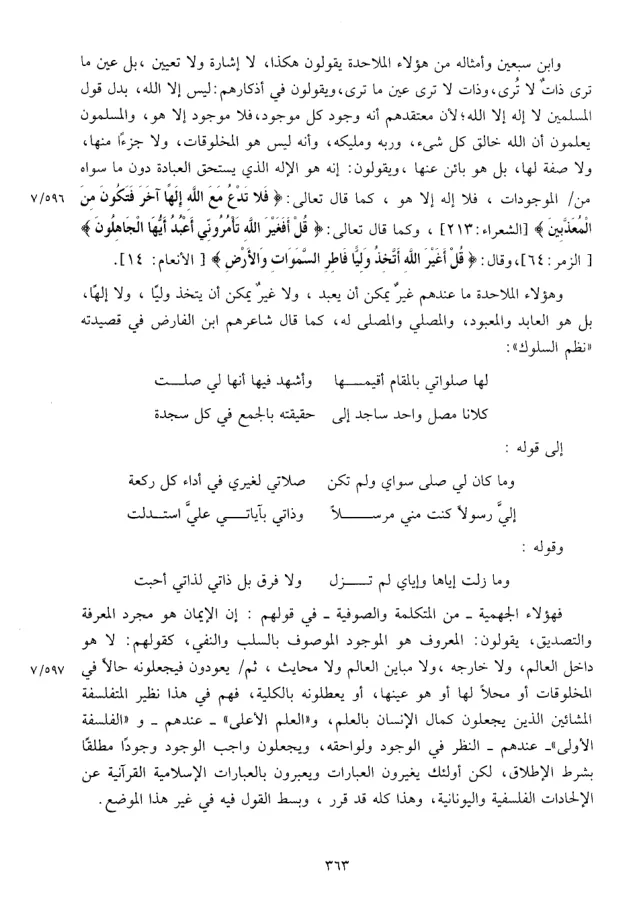 وابن سبعين وأمثاله من هؤلاء الملاحدة يقولون هكذا، لا إشارة ولا تعيين ،بل عين ما
ترى ذاتٌ لا تُرى،وذات لا ترى عين ما ترى،ويقولون في أذكارهم:ليس إلا الله، بدل قول
المسلمين لا إله إلا الله؛لأن معتقدهم أنه وجود كل موجود،فلا موجود إلا هو، والمسلمون
يعلمون أن الله خالق كل شىء، وربه ومليكه، وأنه ليس هو المخلوقات، ولا جزءًا منها،
ولا صفة لها، بل هو بائن عنها ،ويقولون: إنه هو الإله الذي يستحق العبادة دون ما سواه
من/ الموجودات ، فلا إله إلا هو ، كما قال تعالى:﴿ فَلا تَدْعُ مَعَ اللَّهِ إِلَهًا آخَرَ فَتَكُونَ مِنَ ٧/٥٩٦
الْمُعَذَّبِينَ ﴾ [الشعراء:٢١٣] ، وكما قال تعالى:﴿ قُلْ أَفَغَيْرَ اللَّهِ تَأْمُرُونِّي أَعْبُدُ أَيُّهَا الْجَاهِلُونَ ﴾
[ الزمر:٦٤]،وقال:﴿ قُلْ أَغَيْرَ اللَّهِ أَتَّخِذُ وَلِيًّا فَاطِرِ السَّمَوَاتِ وَالأَرْضِ ﴾ [ الأنعام: ١٤].
وهؤلاء الملاحدة ما عندهم غيرٌ يمكن أن يعبد ، ولا غيرٌ يمكن أن يتخذ وليًا ، ولا إلهًا،
بل هو العابد والمعبود، والمصلي والمصلى له، كما قال شاعرهم ابن الفارض في قصيدته
«نظم السلوك»:
لها صلواتي بالمقام أقيمـــها وأشهد فيها أنها لي صلــت
كلانا مصل واحد ساجد إلى حقيقته بالجمع في كل سجدة
إلى قوله :
وما كان لي صلى سواي ولم تكن صلاتي لغيري في أداء كل ركعة
إليَّ رسولاً كنت مني مرســـلاً وذاتي بآياتـــي عليَّ استـدلت
وقوله :
وما زلت إياها وإياي لم تـــزل ولا فرق بل ذاتي لذاتي أحبت
فهؤلاء الجهمية ـ من المتكلمة والصوفية ـ في قولهم : إن الإيمان هو مجرد المعرفة
والتصديق، يقولون: المعروف هو الموجود الموصوف بالسلب والنفي، كقولهم: لا هو
داخل العالم، ولا خارجه ،ولا مباين العالم ولا محايث ، ثم/ يعودون فيجعلونه حالاً في ٧/٥٩٧
المخلوقات أو محلاً لها أو هو عينها، أو يعطلونه بالكلية، فهم في هذا نظير المتفلسفة
المشائين الذين يجعلون كمال الإنسان بالعلم، و«العلم الأعلى» ـ عندهم ـ و «الفلسفة
الأولى»ـ عندهم ـ النظر في الوجود ولواحقه، ويجعلون واجب الوجود وجودًا مطلقًا
بشرط الإطلاق، لكن أولئك يغيرون العبارات ويعبرون بالعبارات الإسلامية القرآنية عن
الإلحادات الفلسفية واليونانية، وهذا كله قد قرر ، وبسط القول فيه في غير هذا الموضع.
٣٦٣